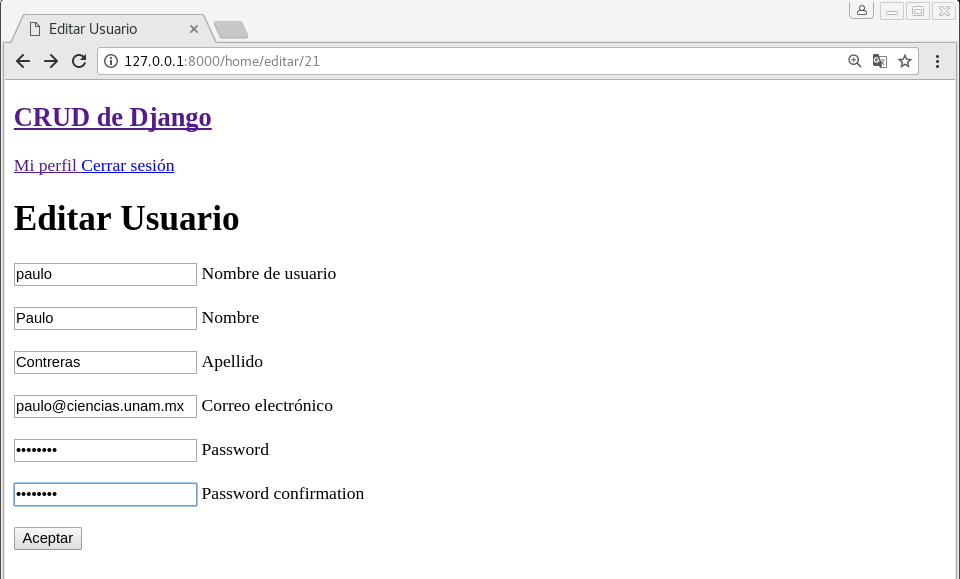 Editar Usuario
127.0.0.1:8000/home/editar/21
CRUD de Django
Mi perfil Cerrar sesión
Editar Usuario
paulo Nombre de usuario
Paulo Nombre
Contreras Apellido
paulo@ciencias.unam.mx Correo electrónico
•••••••• Password
•••••••• Password confirmation
Aceptar